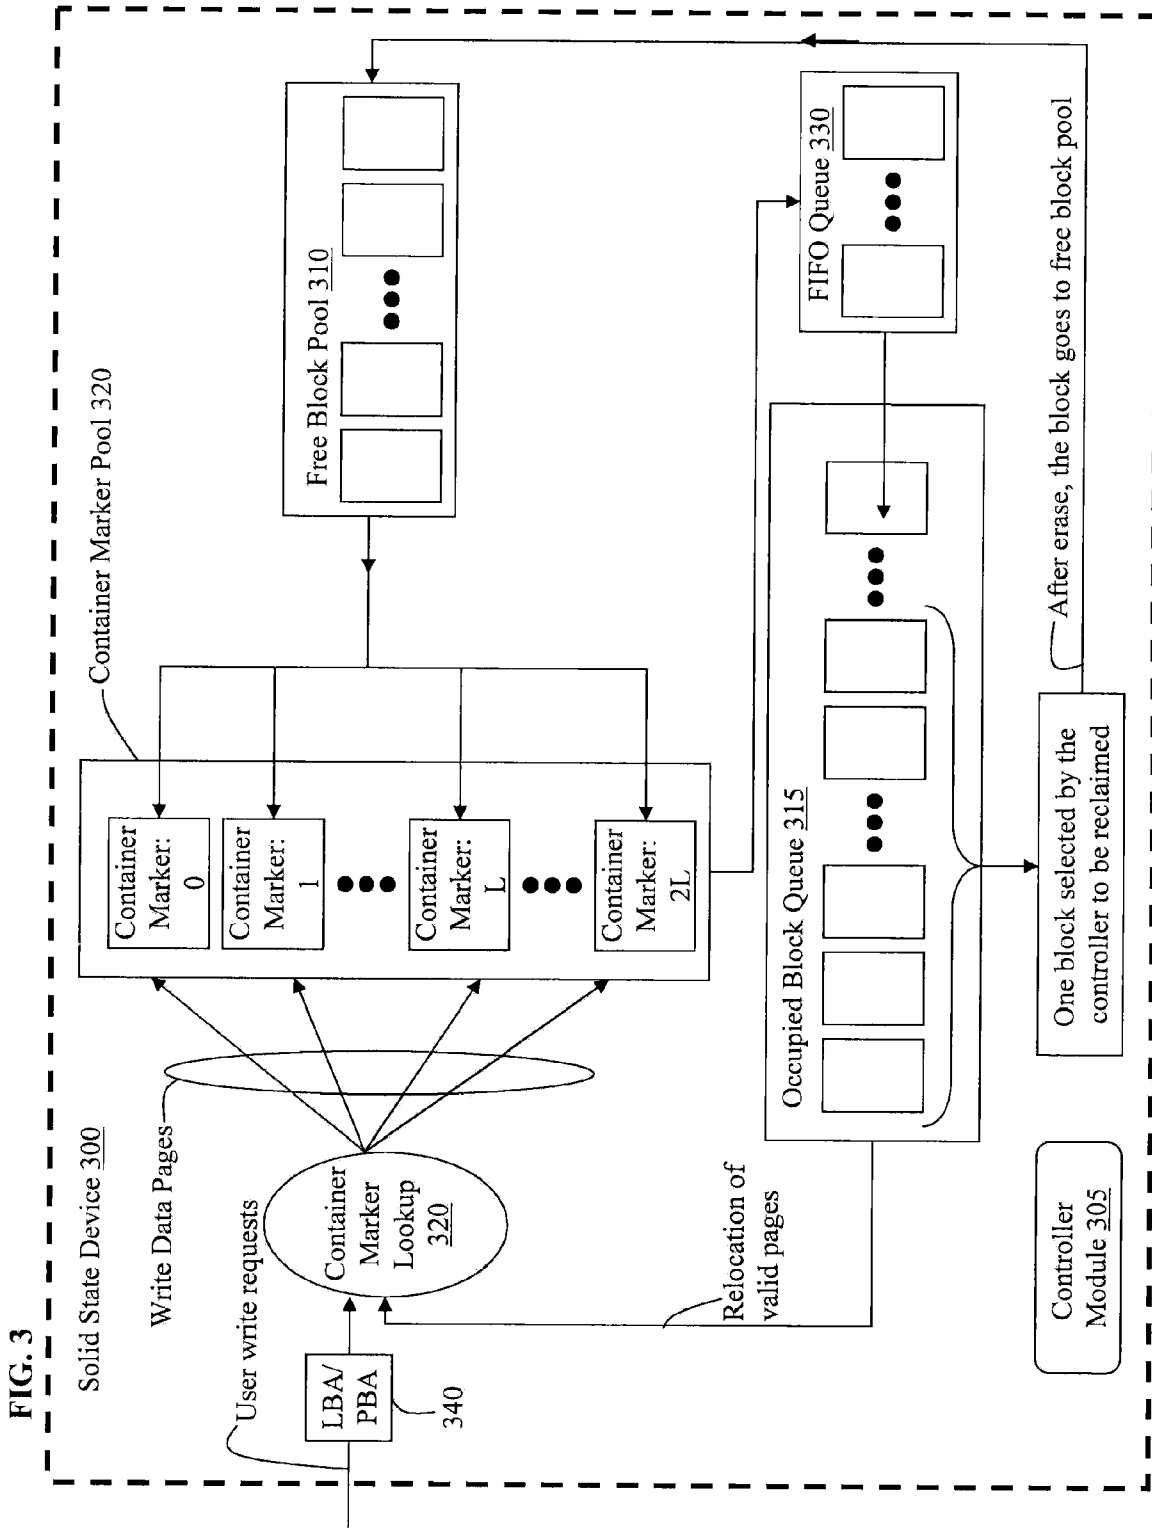 FIG. 3
Solid State Device 300
User write requests
LBA/
PBA
340
Write Data Pages
Container
Marker
Lookup
320
Relocation of
valid pages
Container Marker Pool 320
Container
Marker:
0
Container
Marker:
1
Container
Marker:
L
Container
Marker:
2L
Free Block Pool 310
FIFO Queue 330
Occupied Block Queue 315
One block selected by the
controller to be reclaimed
After erase, the block goes to free block pool
Controller
Module 305